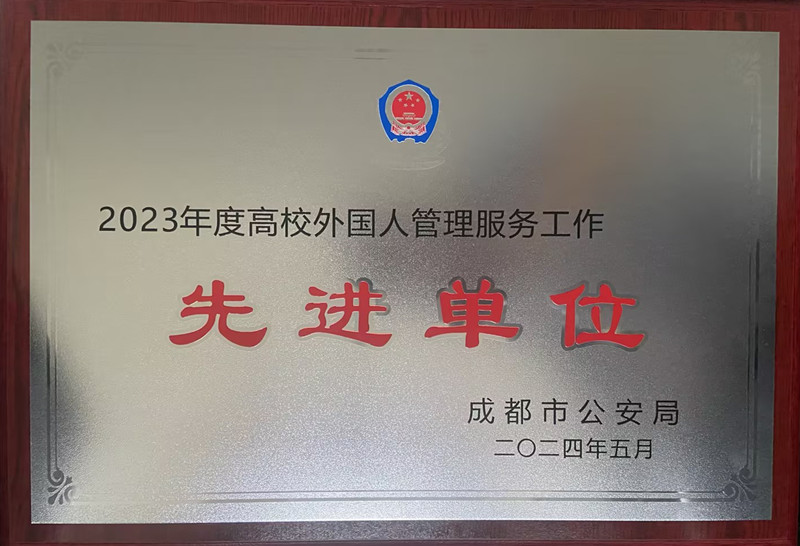 2023年度高校外国人管理服务工作
先进单位
成都市公安局
二〇二四年五月